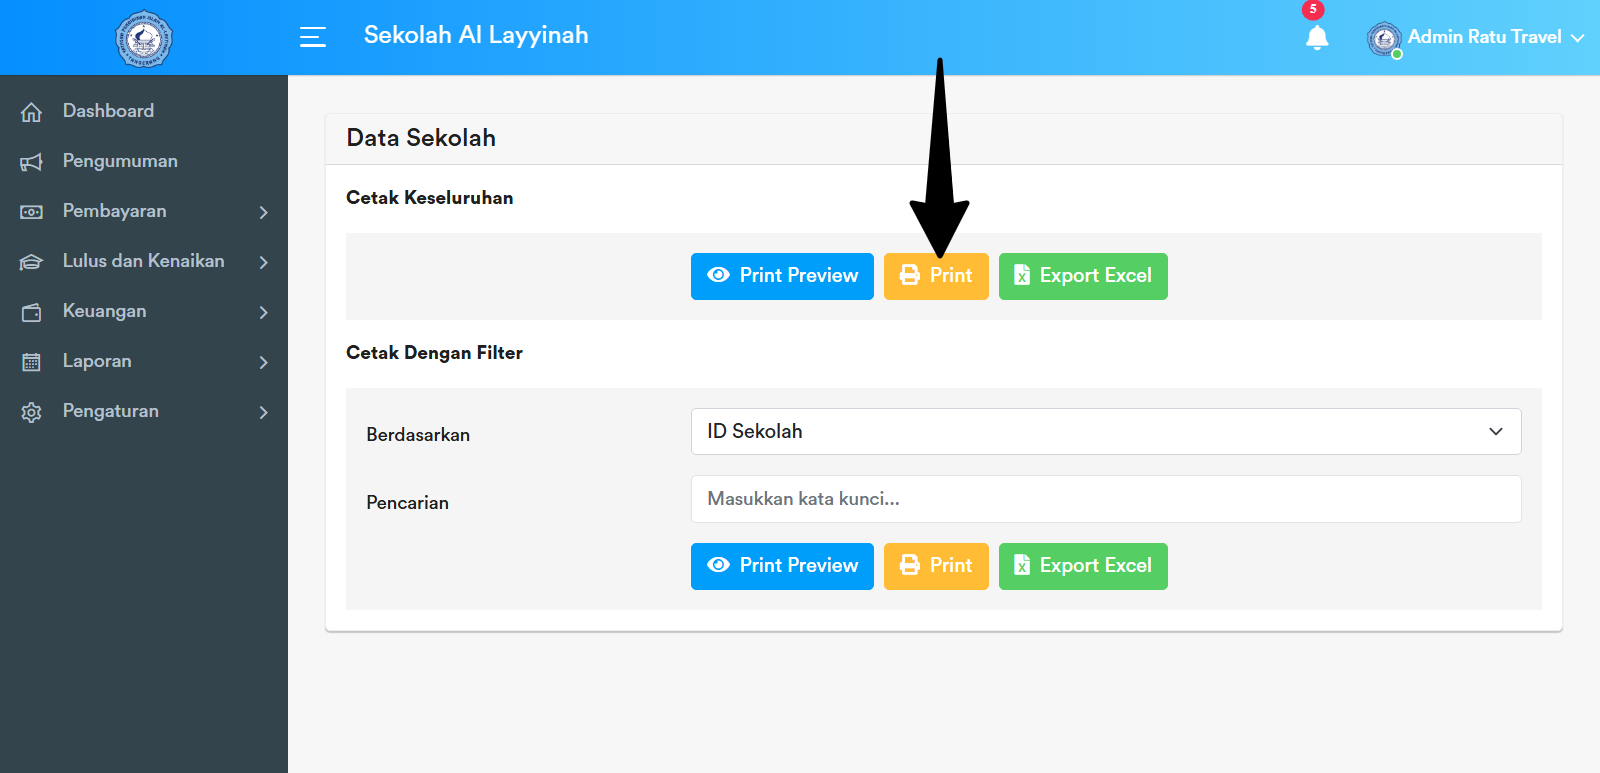 Sekolah Al Layyinah
5
Admin Ratu Travel
Dashboard
Pengumuman
Pembayaran
Lulus dan Kenaikan
Keuangan
Laporan
Pengaturan
Data Sekolah
Cetak Keseluruhan
Print Preview
Print
Export Excel
Cetak Dengan Filter
Berdasarkan
ID Sekolah
Pencarian
Masukkan kata kunci...
Print Preview
Print
Export Excel